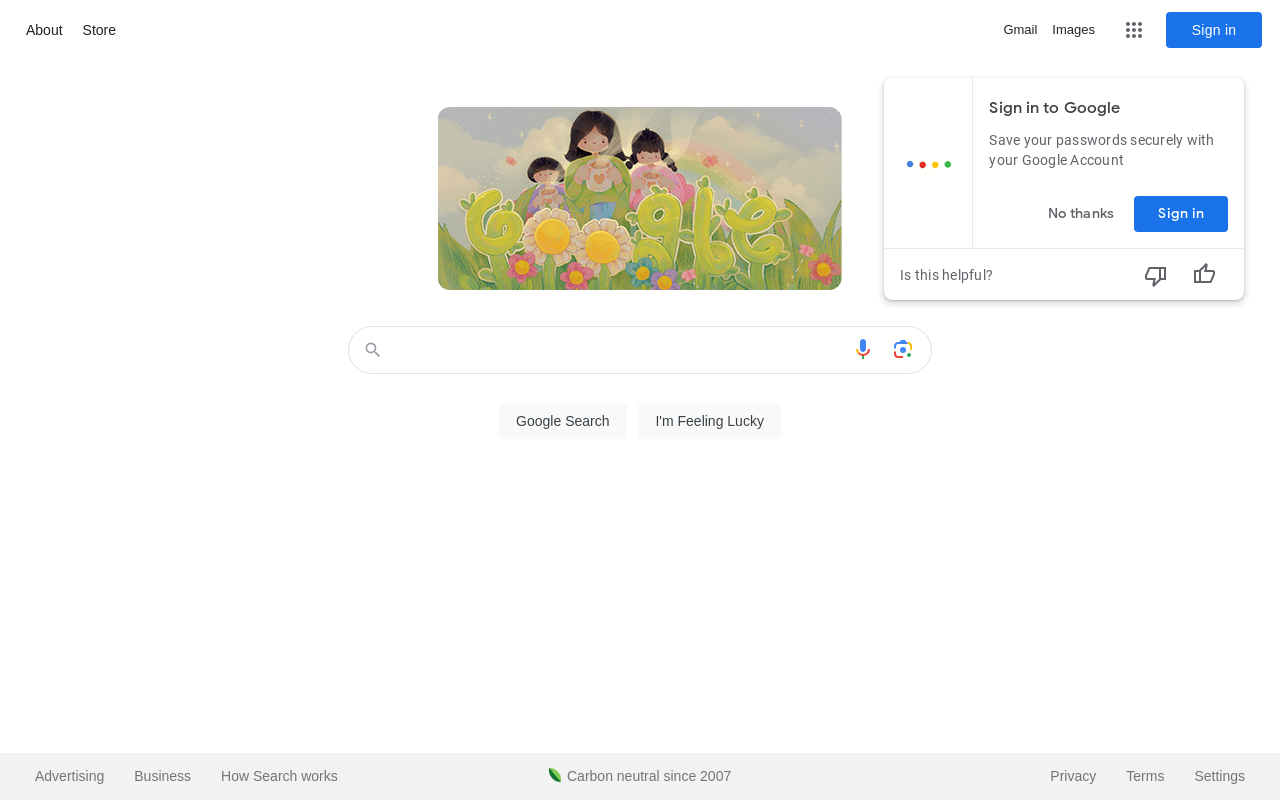 About
Store
Gmail
Images
Sign in
Sign in to Google
Save your passwords securely with
your Google Account
No thanks
Sign in
Is this helpful?
Google
Google Search
I'm Feeling Lucky
Advertising
Business
How Search works
Carbon neutral since 2007
Privacy
Terms
Settings